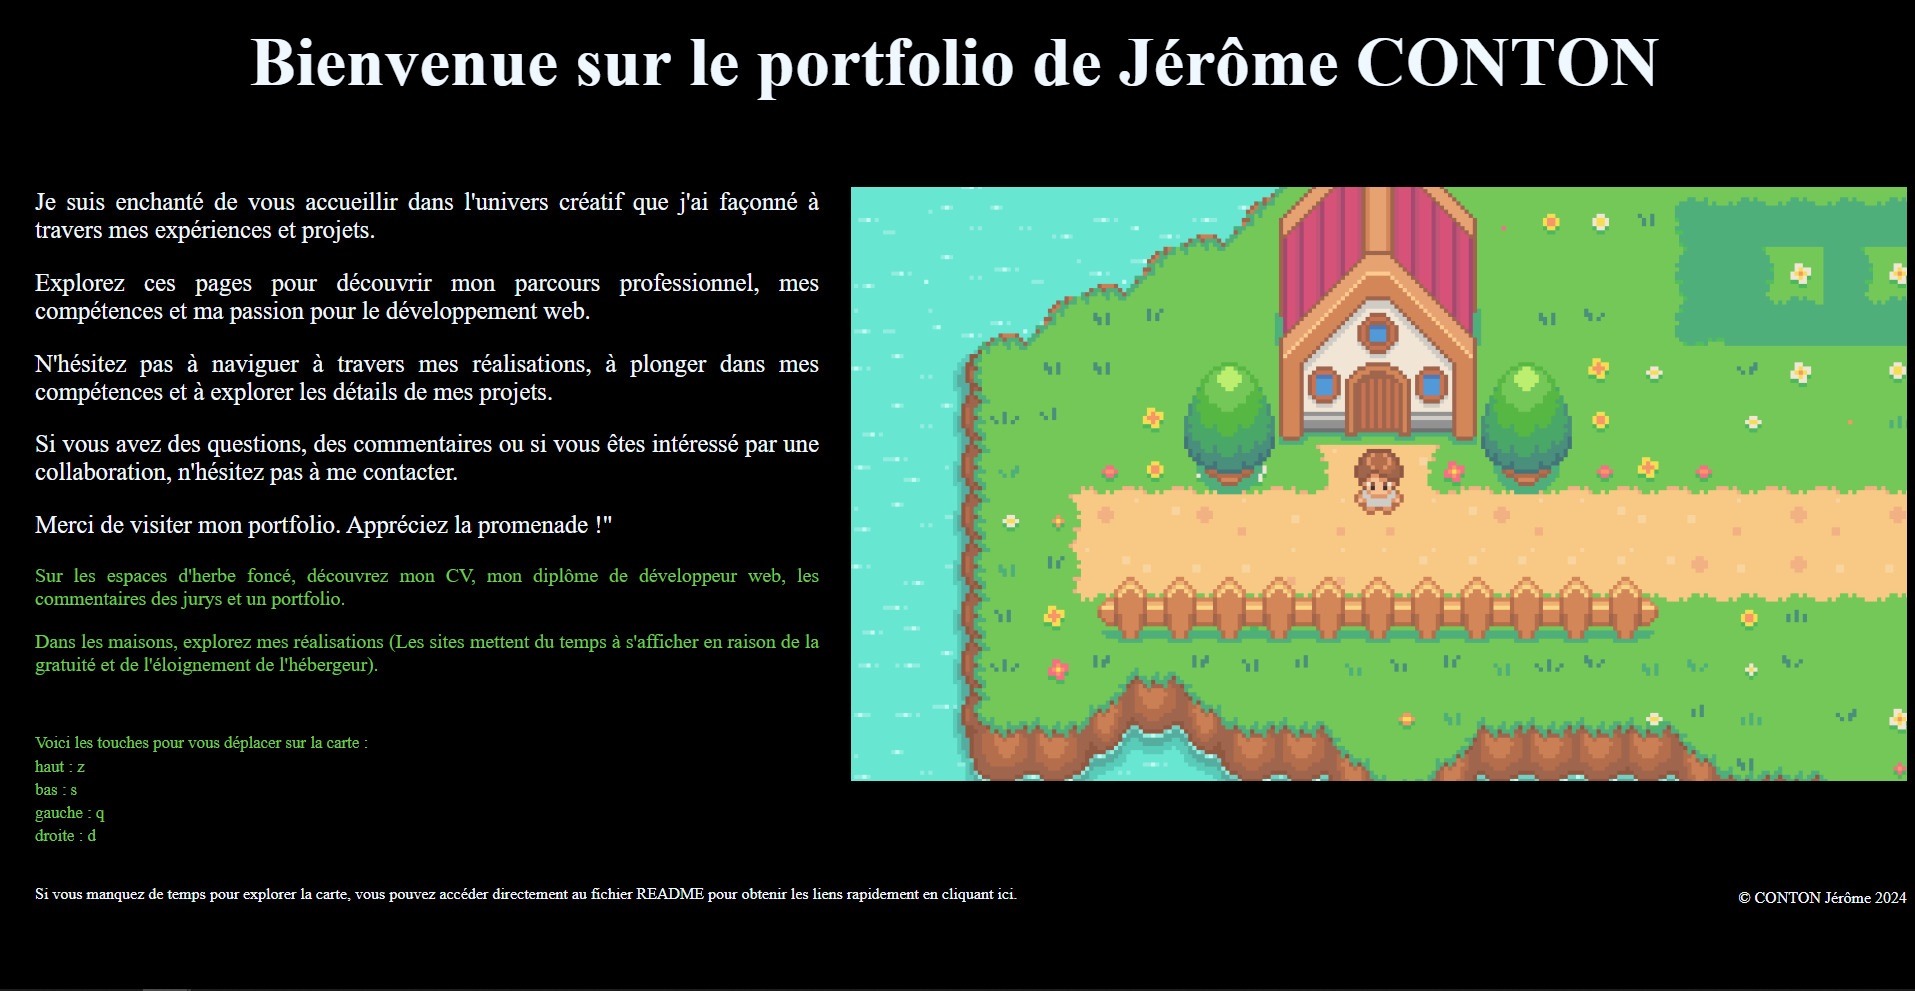 Bienvenue sur le portfolio de Jérôme CONTON
Je suis enchanté de vous accueillir dans l'univers créatif que j'ai façonné à
travers mes expériences et projets.
Explorez ces pages pour découvrir mon parcours professionnel, mes
compétences et ma passion pour le développement web.
N'hésitez pas à naviguer à travers mes réalisations, à plonger dans mes
compétences et à explorer les détails de mes projets.
Si vous avez des questions, des commentaires ou si vous êtes intéressé par une
collaboration, n'hésitez pas à me contacter.
Merci de visiter mon portfolio. Appréciez la promenade !"
Sur les espaces d'herbe foncé, découvrez mon CV, mon diplôme de développeur web, les
commentaires des jurys et un portfolio.
Dans les maisons, explorez mes réalisations (Les sites mettent du temps à s'afficher en raison de la
gratuité et de l'éloignement de l'hébergeur).
Voici les touches pour vous déplacer sur la carte :
haut : z
bas : s
gauche : q
droite : d
Si vous manquez de temps pour explorer la carte, vous pouvez accéder directement au fichier README pour obtenir les liens rapidement en cliquant ici.
© CONTON Jérôme 2024